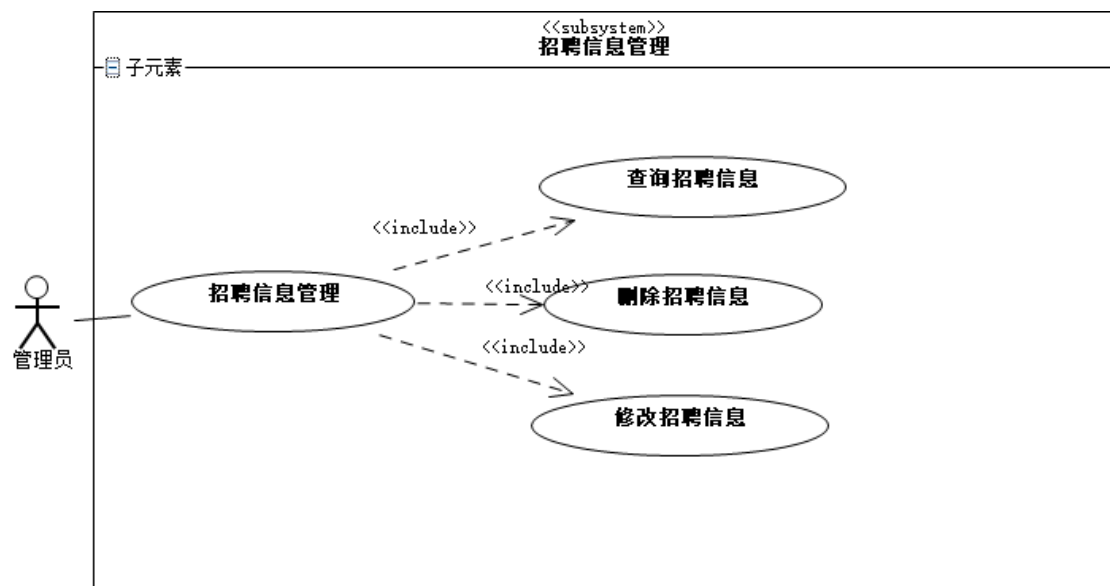 <<subsystem>>
招聘信息管理
子元素
查询招聘信息
<<include>>
招聘信息管理
<<include>>
删除招聘信息
<<include>>
管理员
修改招聘信息